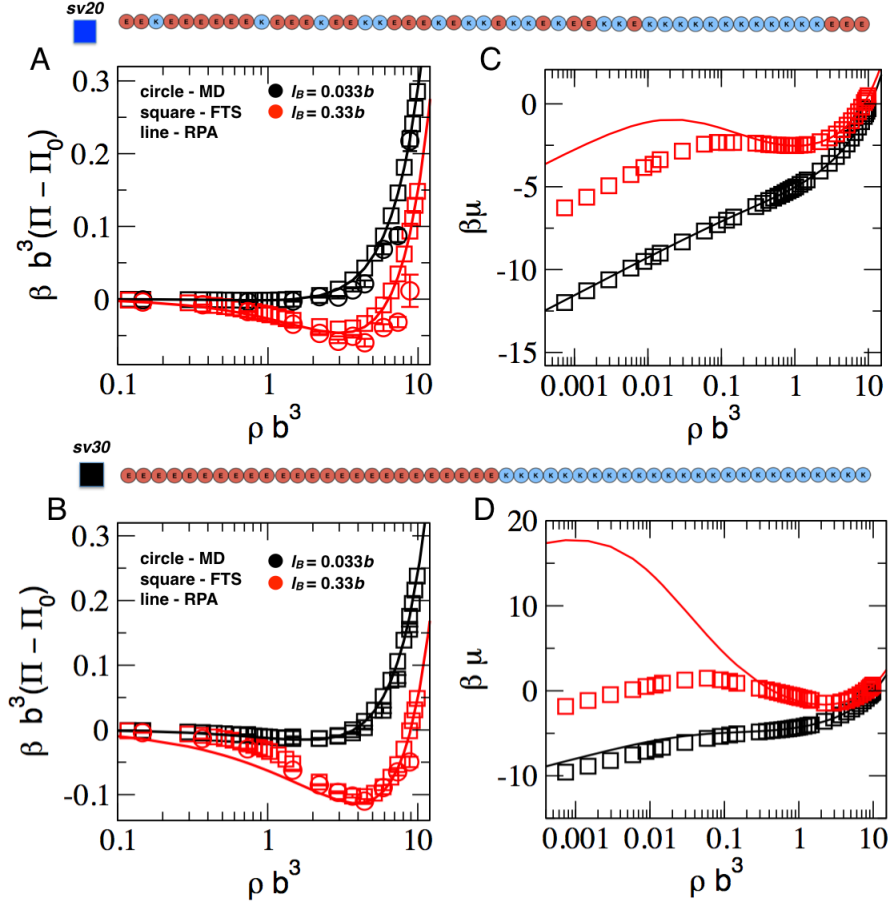 sv20
E E K E E E E E E K E E E K E E K K E E E K E K K E K K E K E E K K E K K K K K K K K K K K K E E E
A
β b³(Π − Π₀)
0.3
0.2
0.1
0
circle - MD
square - FTS
line - RPA
l_B = 0.033b
l_B = 0.33b
0.1 1 10
ρ b³
C
βμ
0
-5
-10
-15
0.001 0.01 0.1 1 10
ρ b³
sv30
E E E E E E E E E E E E E E E E E E E E E E E E E K K K K K K K K K K K K K K K K K K K K K K K K K
B
β b³(Π − Π₀)
0.3
0.2
0.1
0
-0.1
circle - MD
square - FTS
line - RPA
l_B = 0.033b
l_B = 0.33b
0.1 1 10
ρ b³
D
β μ
20
10
0
-10
0.001 0.01 0.1 1 10
ρ b³